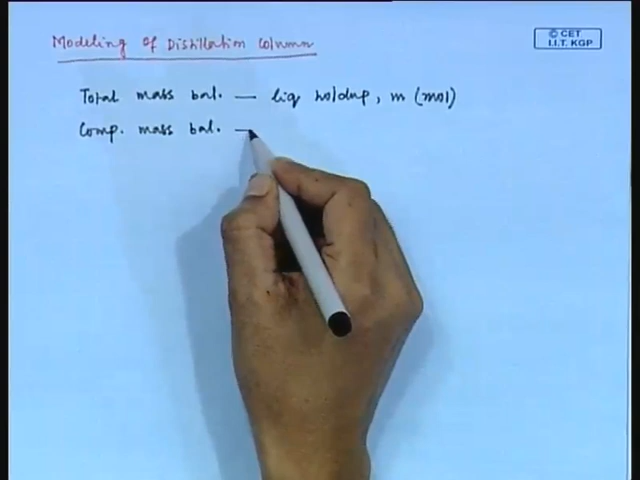 Modeling of Distillation Column
© CET
I.I.T. KGP
Total mass bal. — liq holdup, m (mol)
Comp. mass bal. —